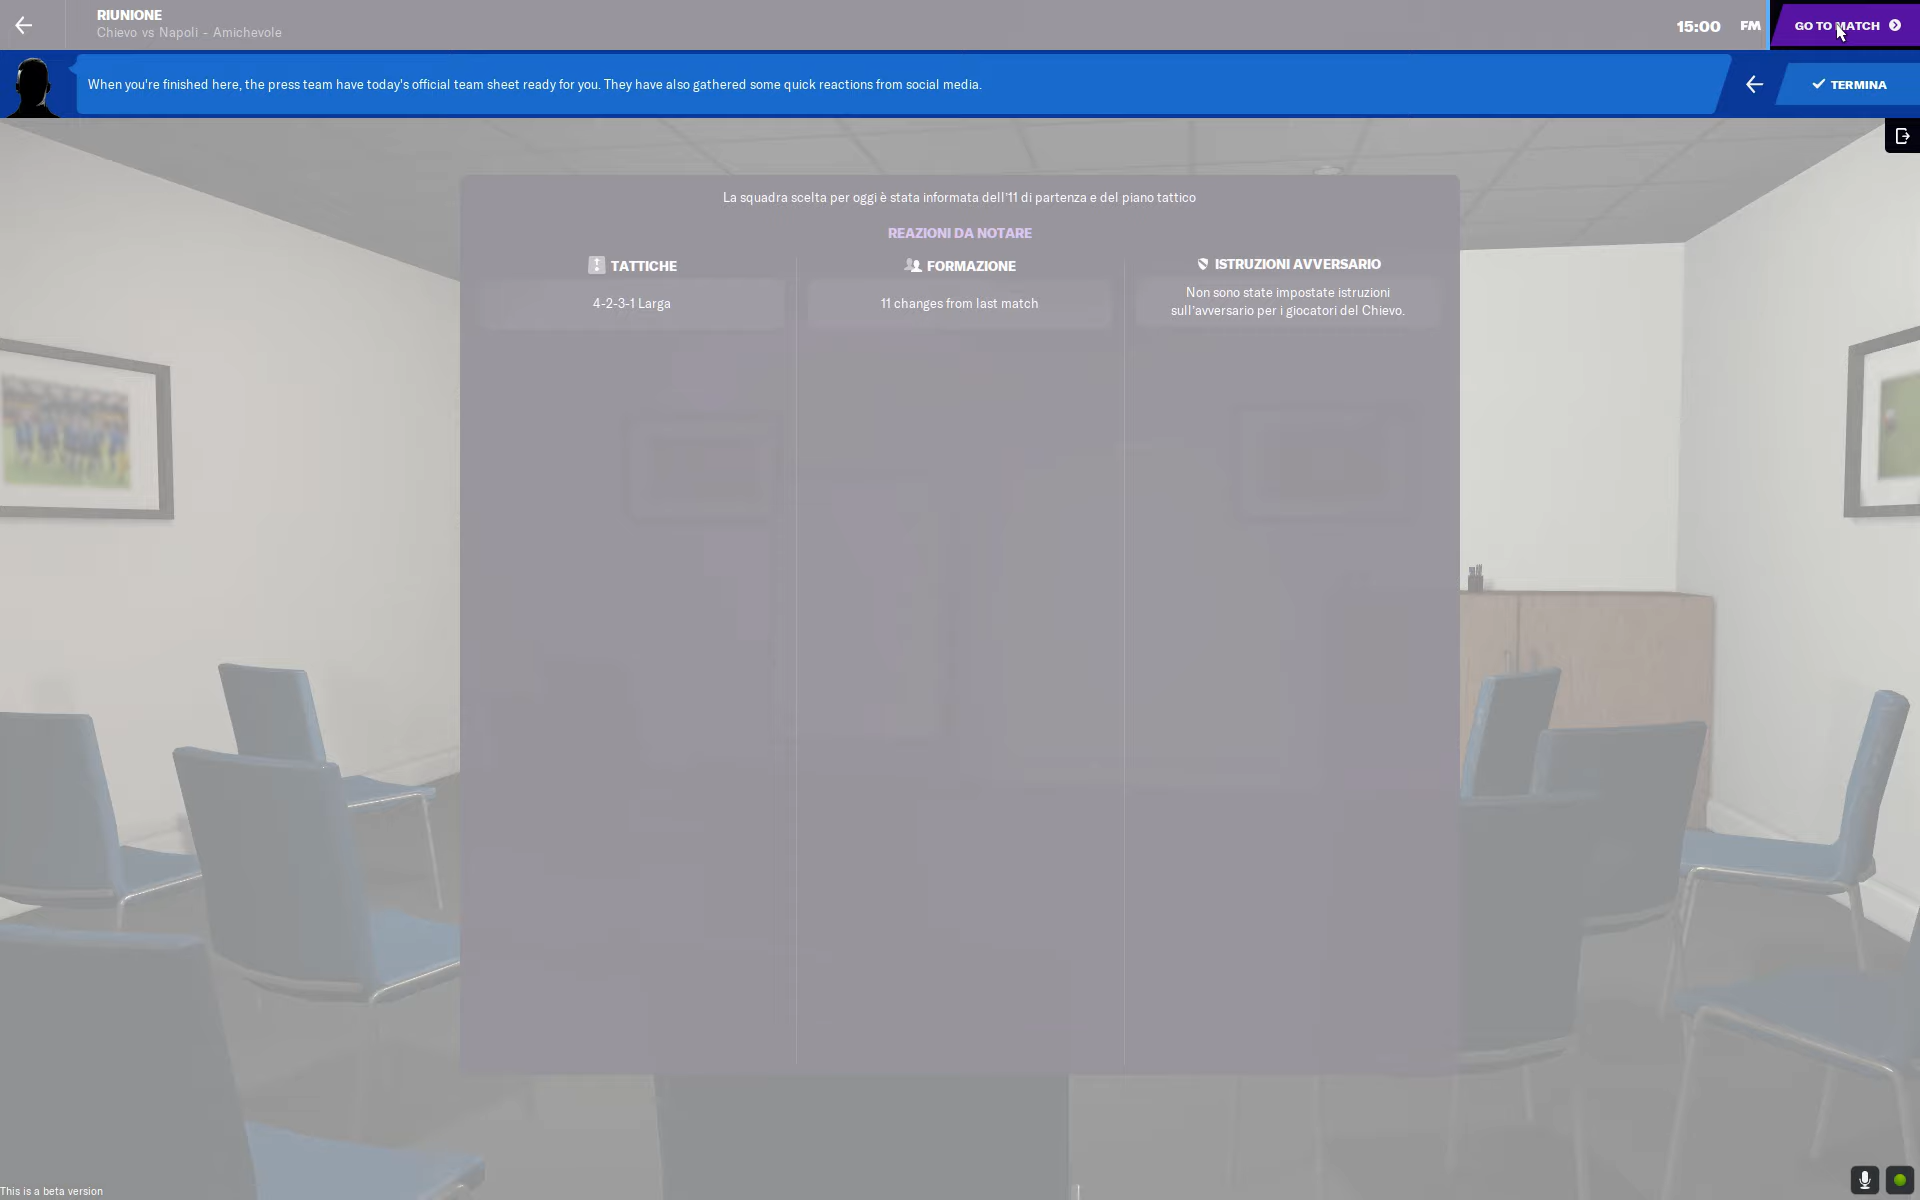 RIUNIONE
Chievo vs Napoli - Amichevole
15:00
FM
GO TO MATCH
When you're finished here, the press team have today's official team sheet ready for you. They have also gathered some quick reactions from social media.
TERMINA
La squadra scelta per oggi è stata informata dell'11 di partenza e del piano tattico
REAZIONI DA NOTARE
TATTICHE
4-2-3-1 Larga
FORMAZIONE
11 changes from last match
ISTRUZIONI AVVERSARIO
Non sono state impostate istruzioni
sull'avversario per i giocatori del Chievo.
This is a beta version